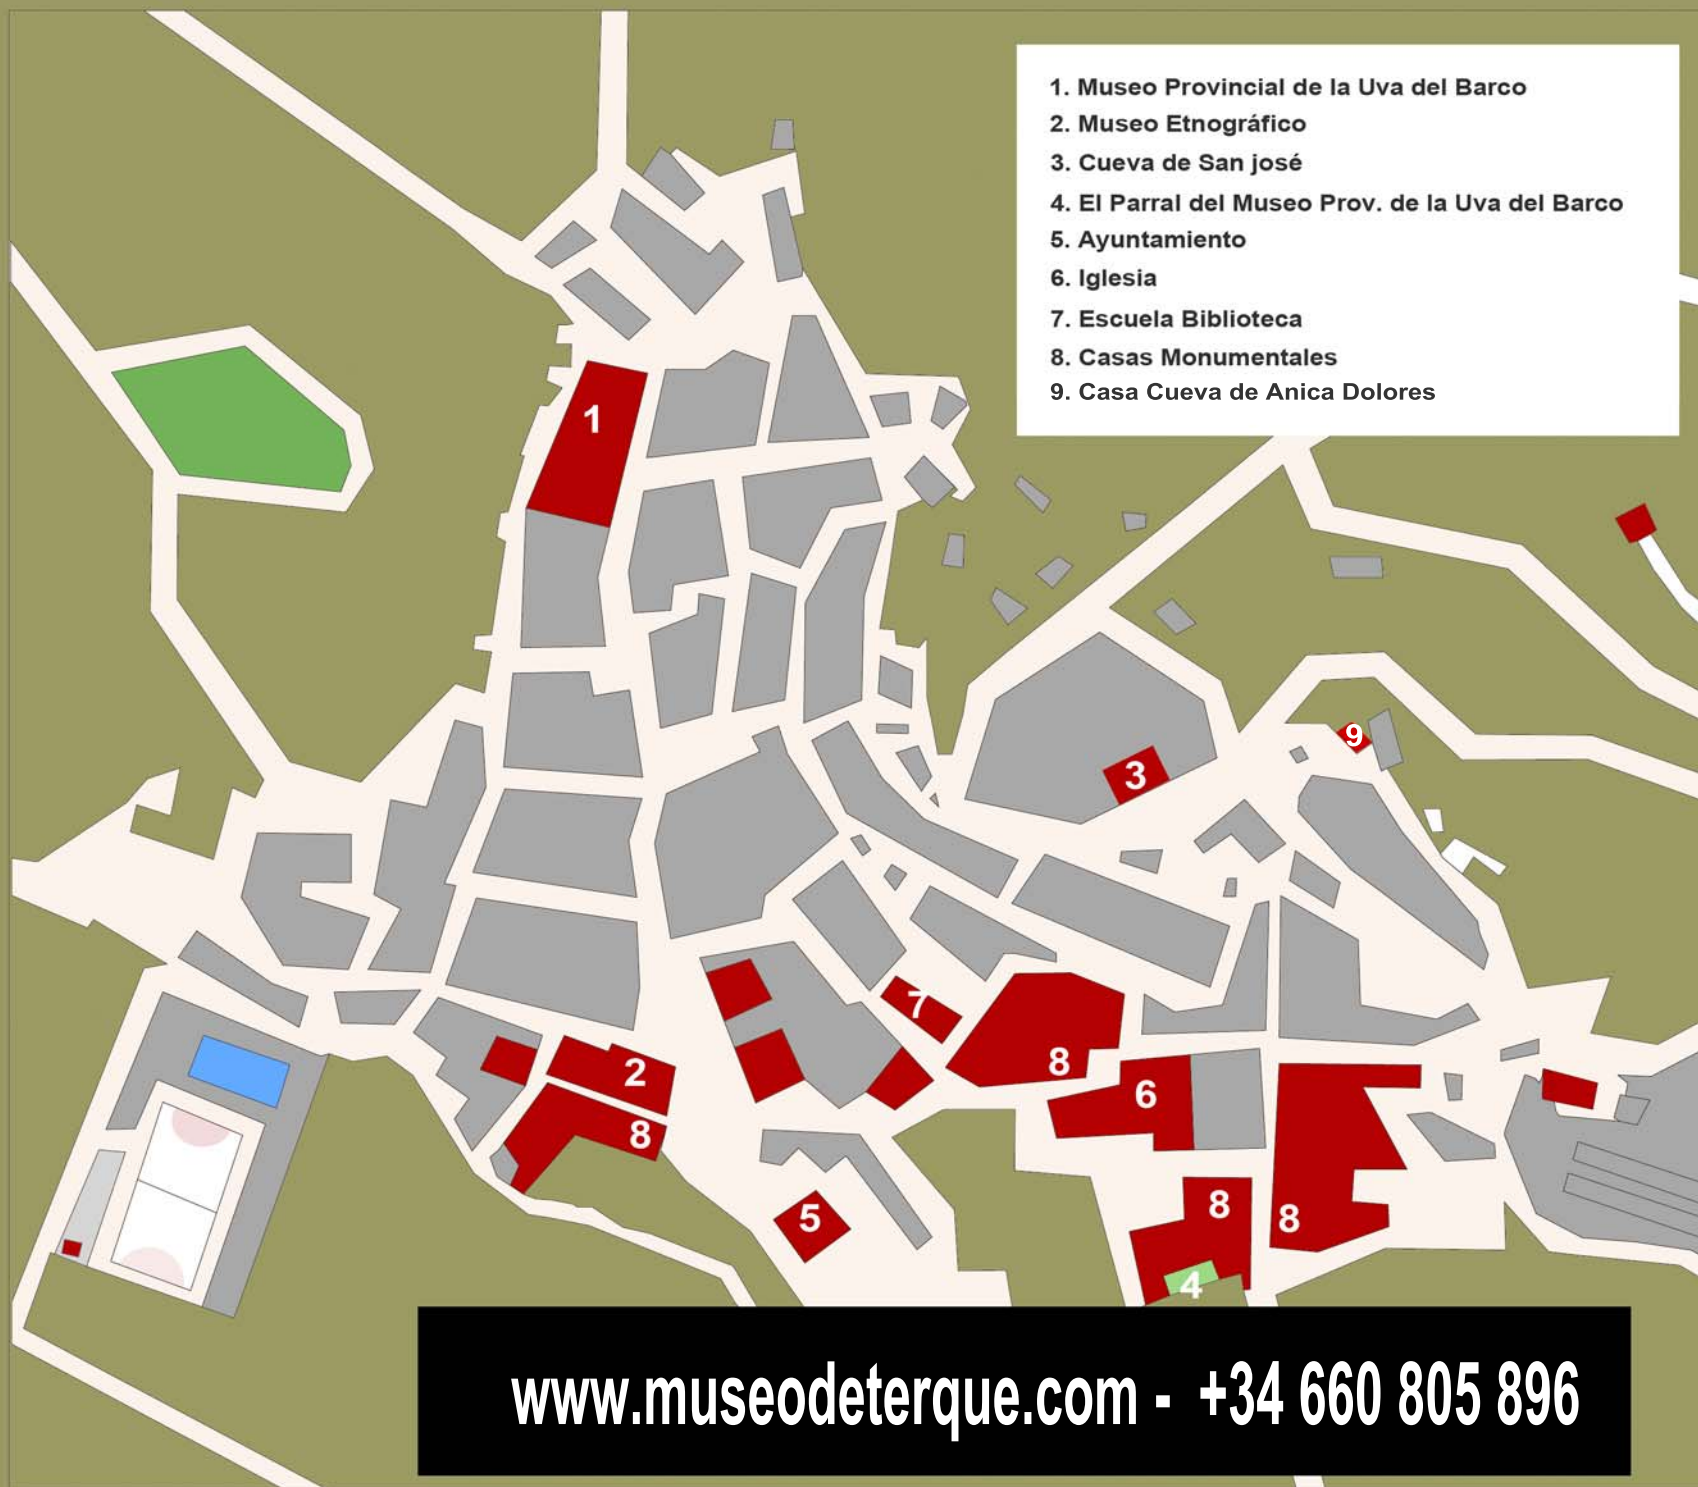 1. Museo Provincial de la Uva del Barco
2. Museo Etnográfico
3. Cueva de San josé
4. El Parral del Museo Prov. de la Uva del Barco
5. Ayuntamiento
6. Iglesia
7. Escuela Biblioteca
8. Casas Monumentales
9. Casa Cueva de Anica Dolores
1
9
3
7
2
8
6
8
8
8
5
4
www.museodeterque.com - +34 660 805 896